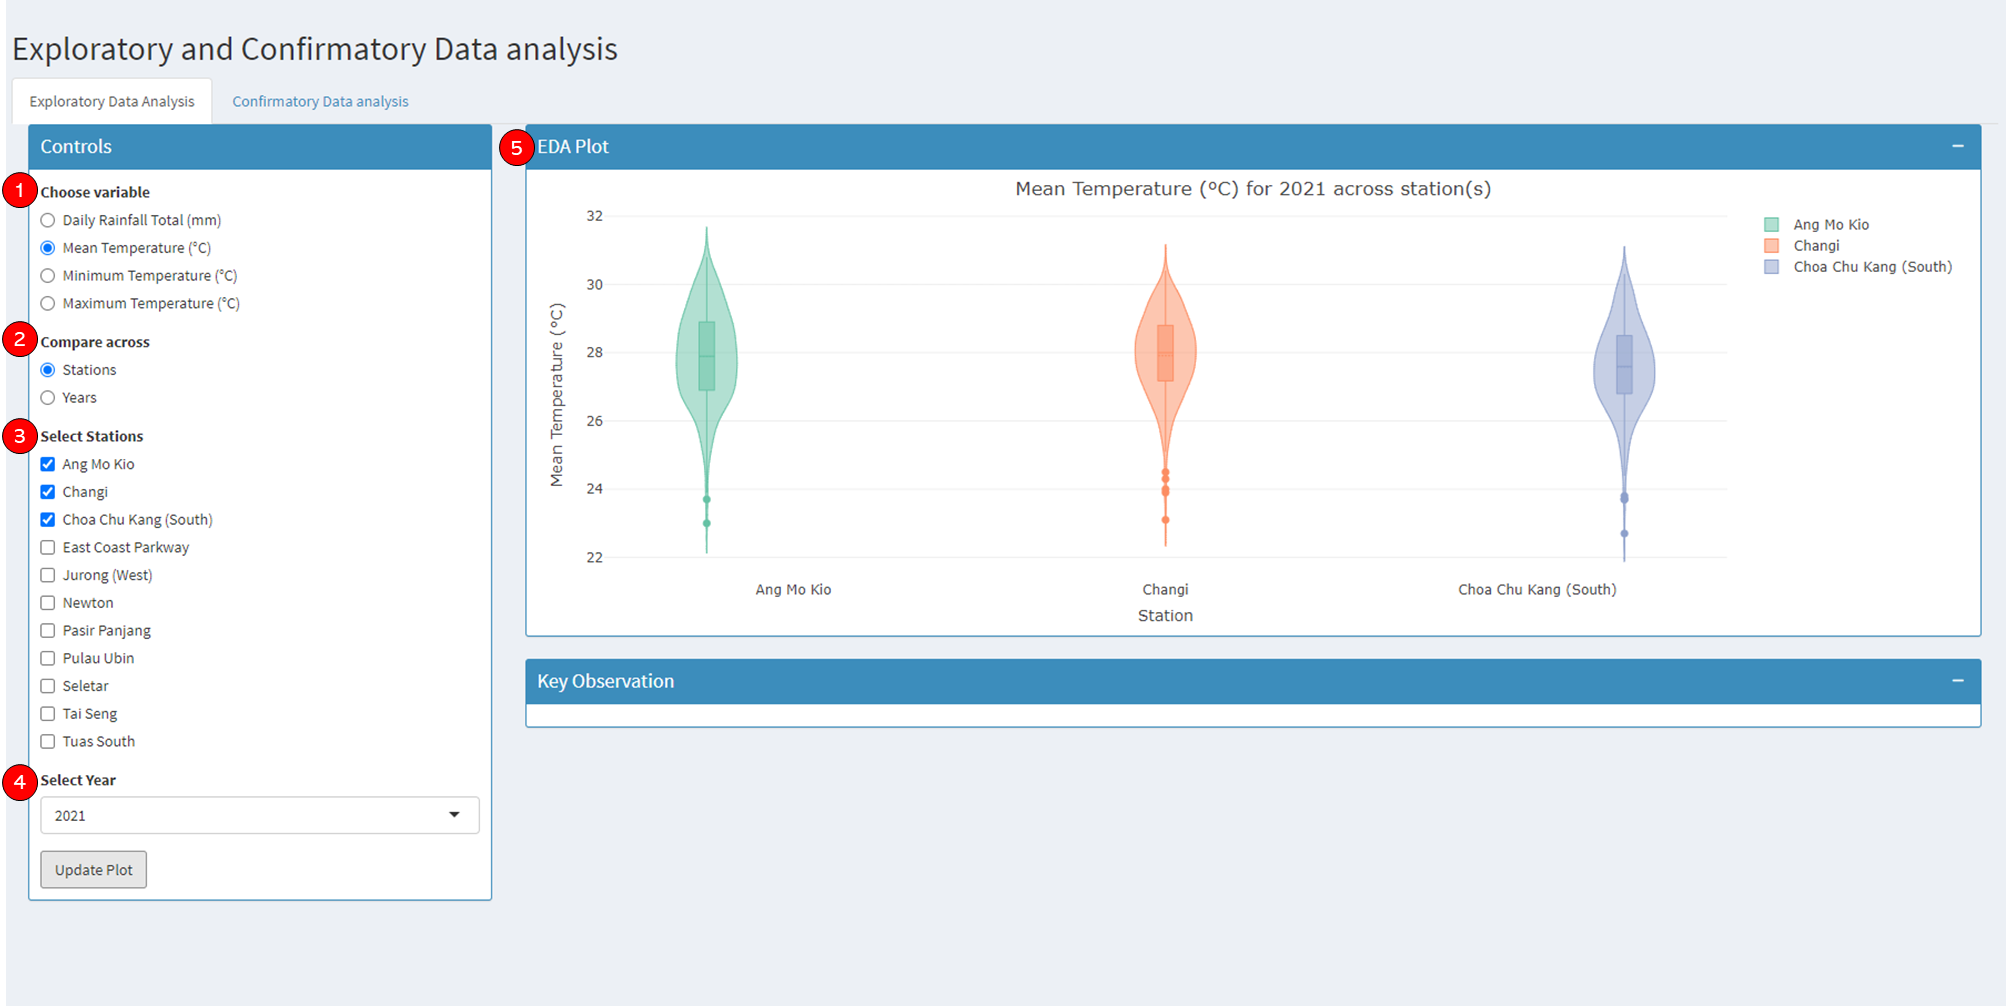 Exploratory and Confirmatory Data analysis
Exploratory Data Analysis
Confirmatory Data analysis
Controls
1
Choose variable
Daily Rainfall Total (mm)
Mean Temperature (°C)
Minimum Temperature (°C)
Maximum Temperature (°C)
2
Compare across
Stations
Years
3
Select Stations
Ang Mo Kio
Changi
Choa Chu Kang (South)
East Coast Parkway
Jurong (West)
Newton
Pasir Panjang
Pulau Ubin
Seletar
Tai Seng
Tuas South
4
Select Year
2021
Update Plot
5
EDA Plot
Mean Temperature (°C) for 2021 across station(s)
32
30
28
26
24
22
Mean Temperature (°C)
Ang Mo Kio
Changi
Choa Chu Kang (South)
Station
Ang Mo Kio
Changi
Choa Chu Kang (South)
Key Observation